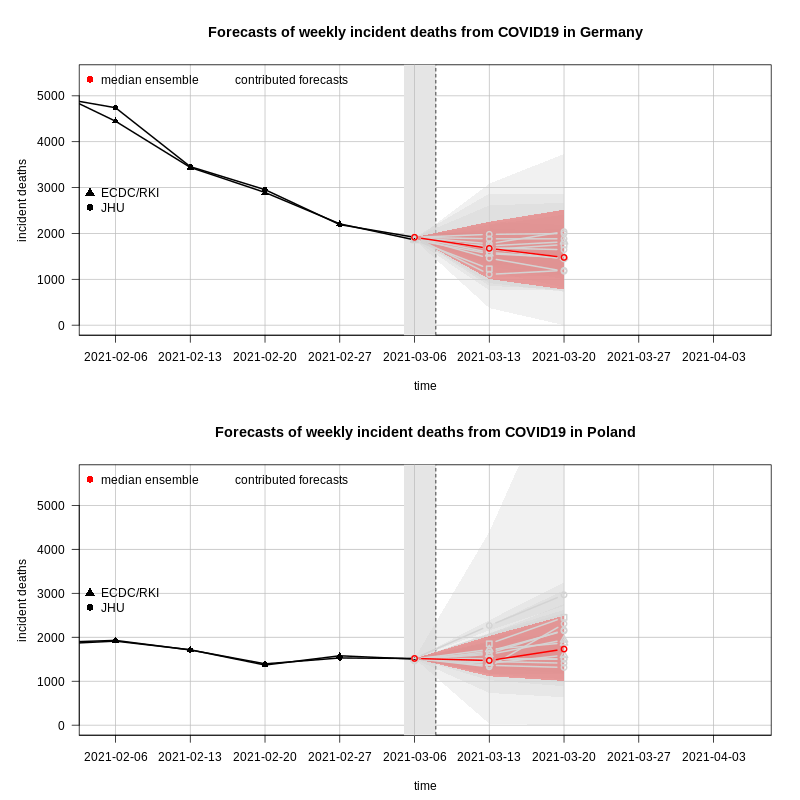 Forecasts of weekly incident deaths from COVID19 in Germany
median ensemble contributed forecasts
5000
4000
3000
2000
1000
0
incident deaths
ECDC/RKI
JHU
2021-02-06 2021-02-13 2021-02-20 2021-02-27 2021-03-06 2021-03-13 2021-03-20 2021-03-27 2021-04-03
time
Forecasts of weekly incident deaths from COVID19 in Poland
median ensemble contributed forecasts
5000
4000
3000
2000
1000
0
incident deaths
ECDC/RKI
JHU
2021-02-06 2021-02-13 2021-02-20 2021-02-27 2021-03-06 2021-03-13 2021-03-20 2021-03-27 2021-04-03
time